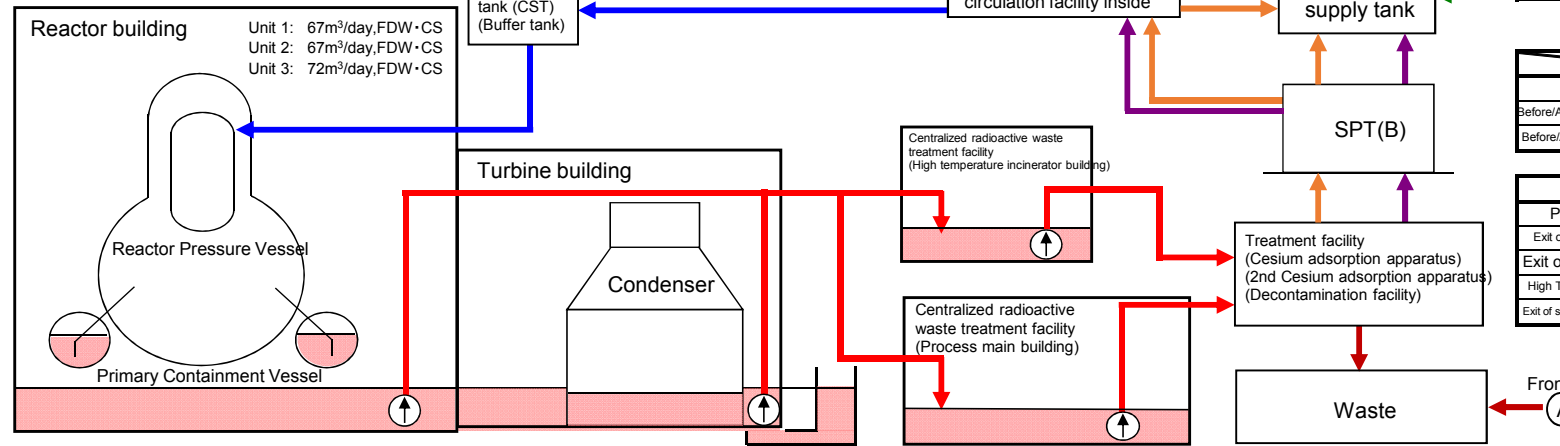 tank (CST)
(Buffer tank)
circulation facility inside
supply tank
Reactor building
Unit 1: 67m³/day,FDW・CS
Unit 2: 67m³/day,FDW・CS
Unit 3: 72m³/day,FDW・CS
SPT(B)
Before/
Before/
Centralized radioactive waste
treatment facility
(High temperature incinerator building)
Turbine building
Reactor Pressure Vessel
Condenser
Treatment facility
(Cesium adsorption apparatus)
(2nd Cesium adsorption apparatus)
(Decontamination facility)
P
Exit o
Exit o
High T
Exit of s
Centralized radioactive
waste treatment facility
(Process main building)
Primary Containment Vessel
Waste
From